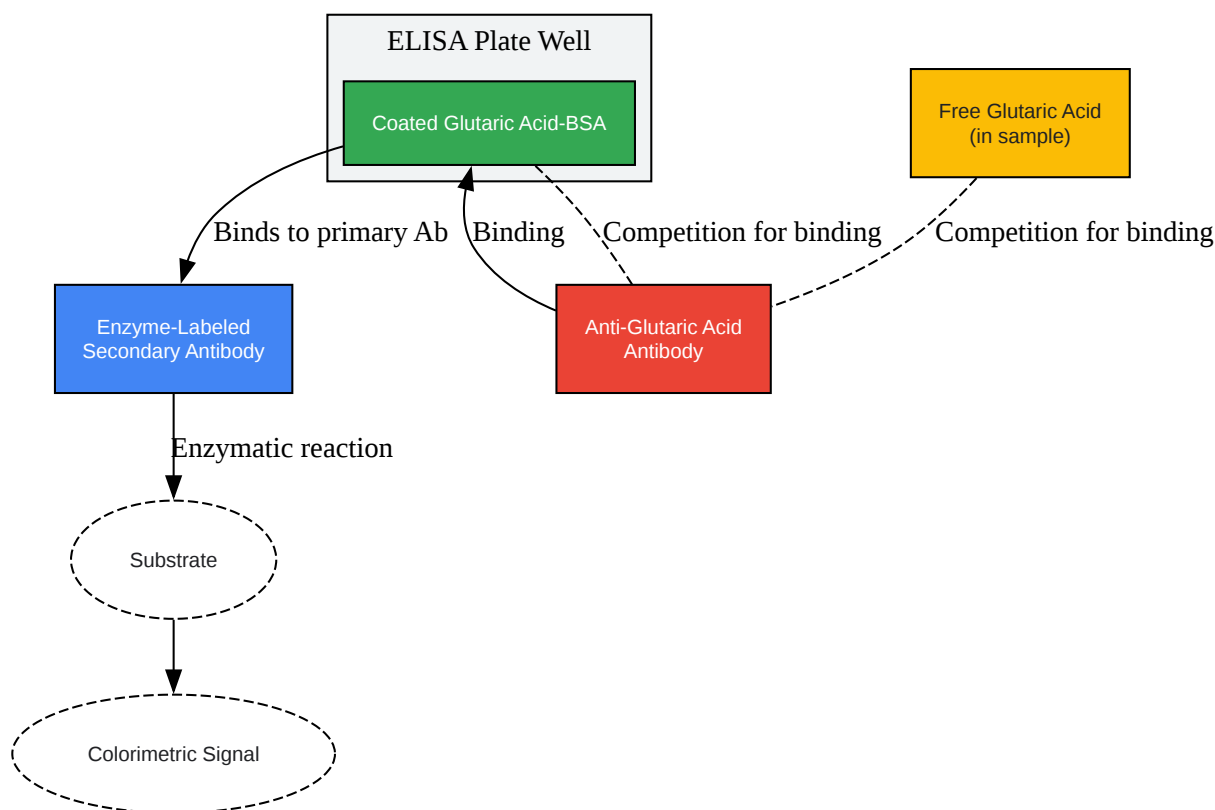 ELISA Plate Well
Coated Glutaric Acid-BSA
Free Glutaric Acid
(in sample)
Binds to primary Ab
Binding
Competition for binding
Competition for binding
Enzyme-Labeled
Secondary Antibody
Anti-Glutaric Acid
Antibody
Enzymatic reaction
Substrate
Colorimetric Signal